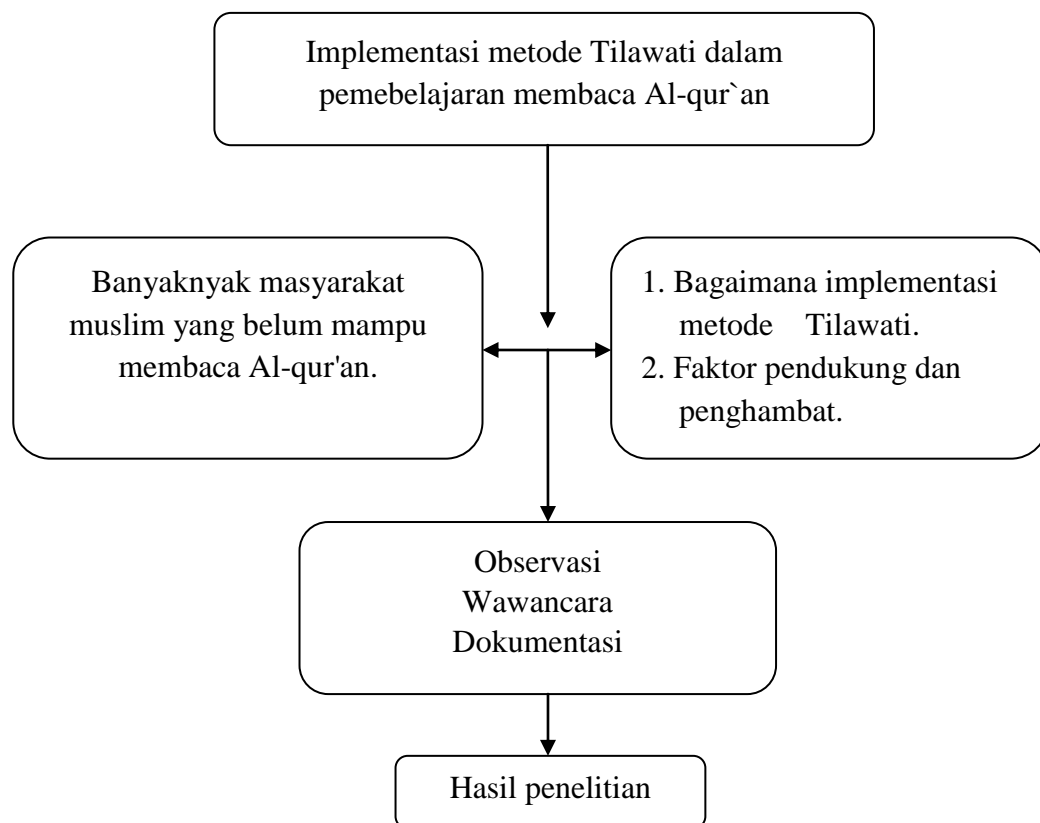 Implementasi metode Tilawati dalam
pemebelajaran membaca Al-qur`an
Banyaknyak masyarakat
muslim yang belum mampu
membaca Al-qur'an.
1. Bagaimana implementasi
metode Tilawati.
2. Faktor pendukung dan
penghambat.
Observasi
Wawancara
Dokumentasi
Hasil penelitian